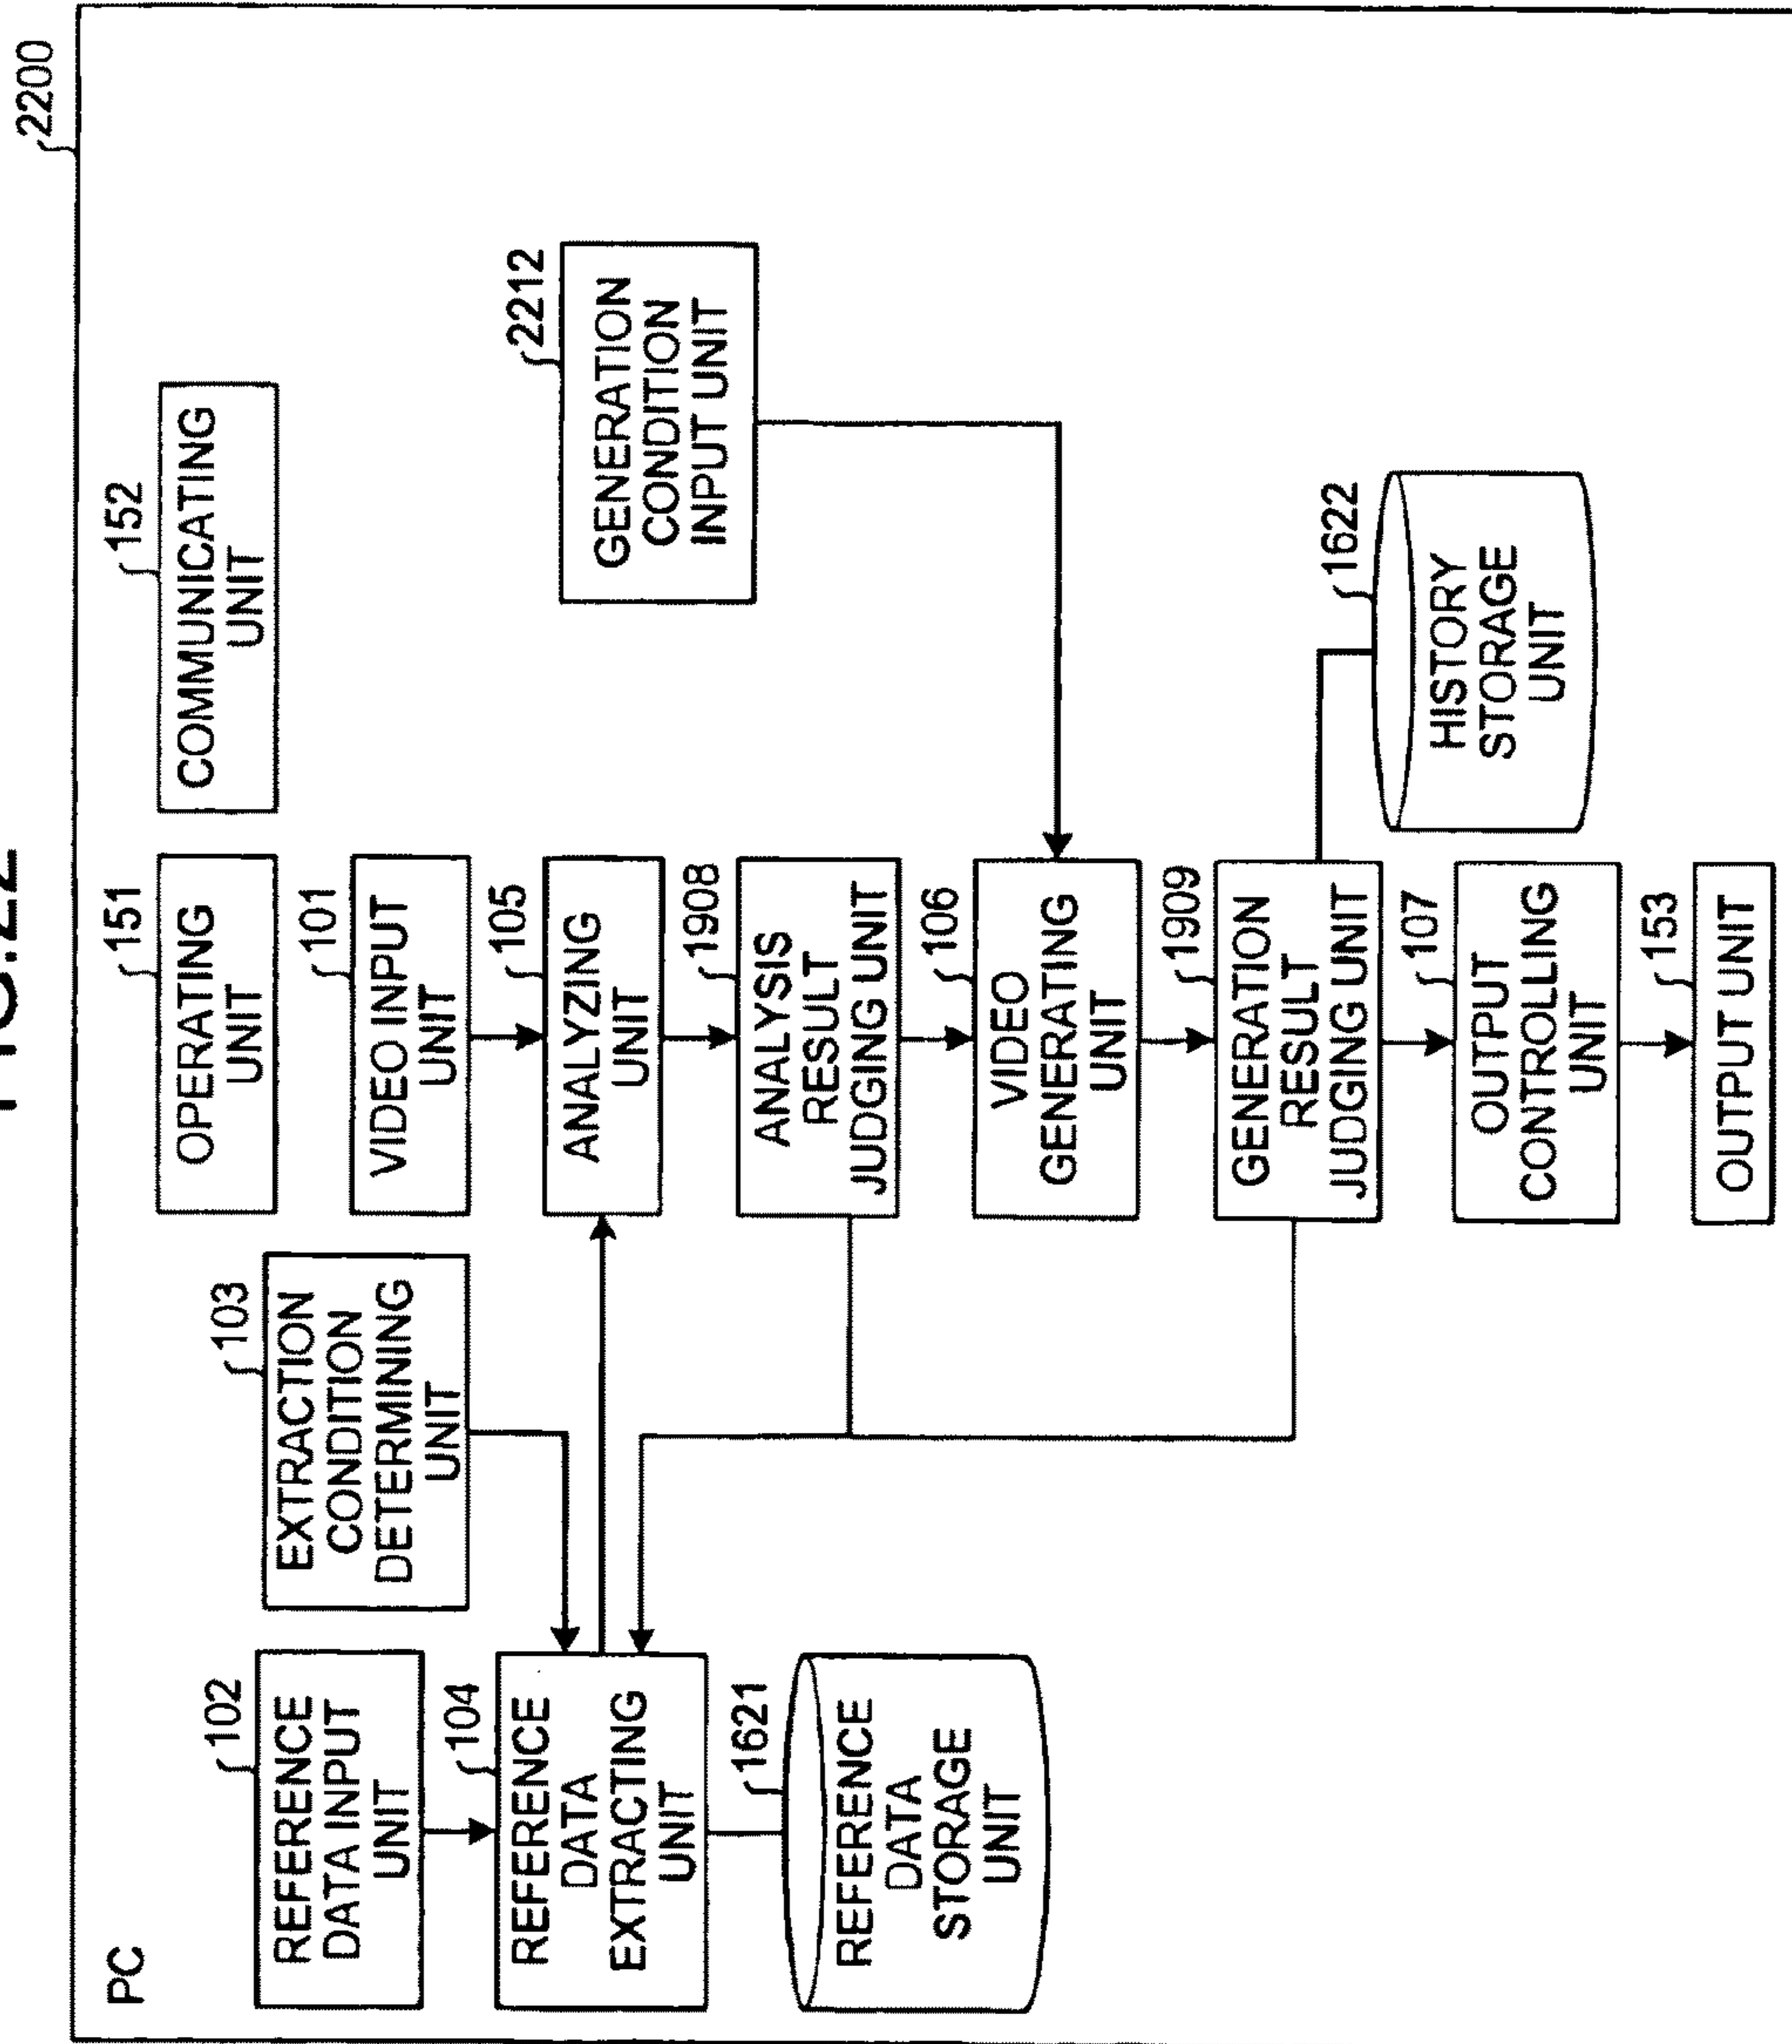 2200
PC
151
OPERATING
UNIT
152
COMMUNICATING
UNIT
102
REFERENCE
DATA INPUT
UNIT
103
EXTRACTION
CONDITION
DETERMINING
UNIT
101
VIDEO INPUT
UNIT
104
REFERENCE
DATA
EXTRACTING
UNIT
105
ANALYZING
UNIT
2212
GENERATION
CONDITION
INPUT UNIT
1621
REFERENCE
DATA
STORAGE
UNIT
1908
ANALYSIS
RESULT
JUDGING UNIT
106
VIDEO
GENERATING
UNIT
1909
GENERATION
RESULT
JUDGING UNIT
1622
HISTORY
STORAGE
UNIT
107
OUTPUT
CONTROLLING
UNIT
153
OUTPUT UNIT